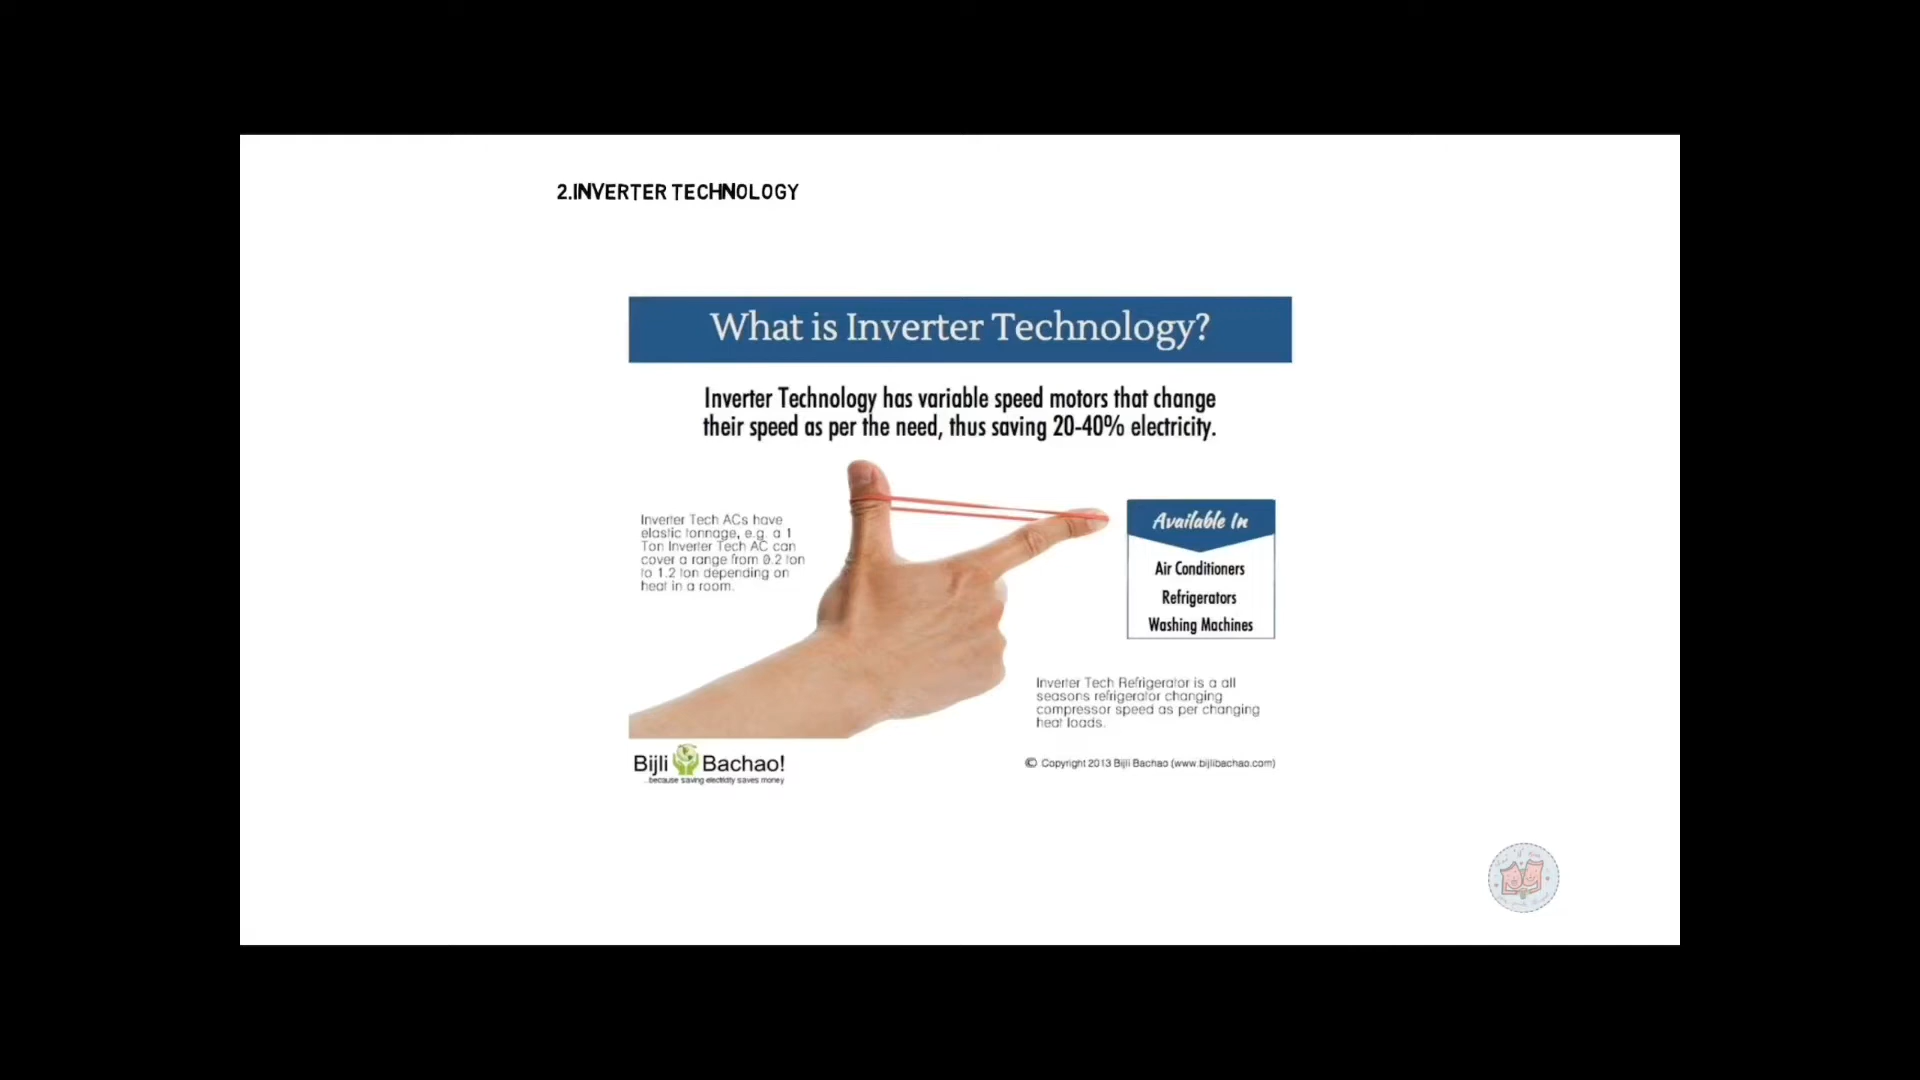 2.INVERTER TECHNOLOGY
What is Inverter Technology?
Inverter Technology has variable speed motors that change
their speed as per the need, thus saving 20-40% electricity.
Inverter Tech ACs have
elastic tonnage, e.g. a 1
Ton Inverter Tech AC can
cover a range from 0.2 ton
to 1.2 ton depending on
heat in a room.
Available In
Air Conditioners
Refrigerators
Washing Machines
Inverter Tech Refrigerator is a all
seasons refrigerator changing
compressor speed as per changing
heat loads.
Bijli Bachao!
...because saving electricity saves money
© Copyright 2013 Bijli Bachao (www.bijlibachao.com)